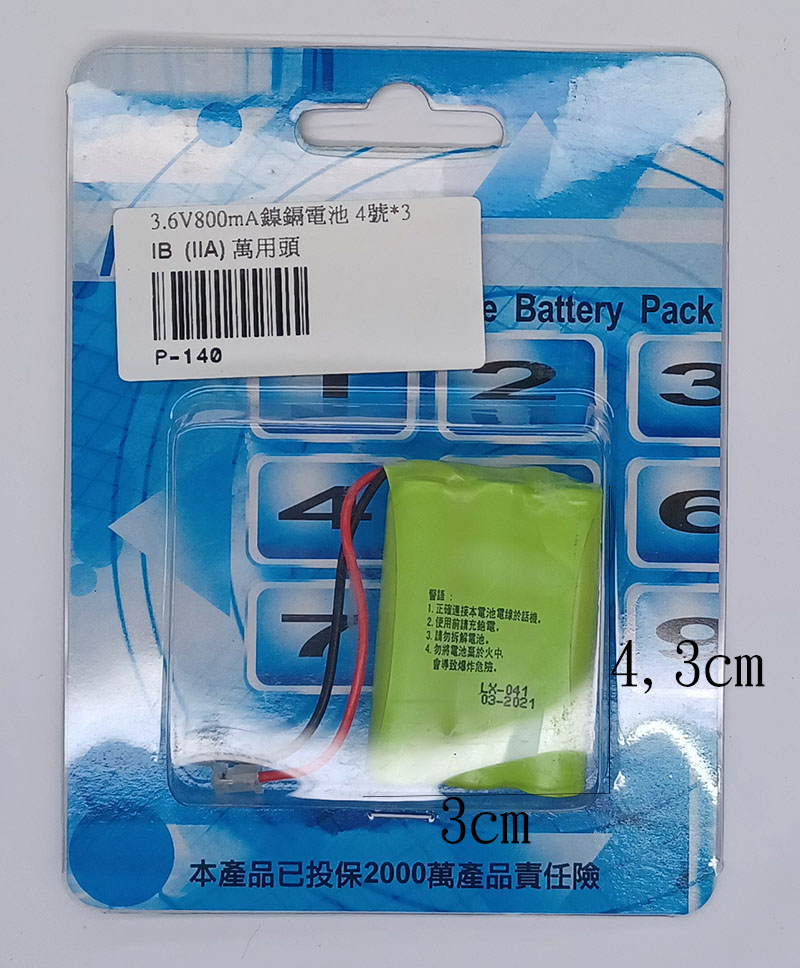 3.6V800mA鎳鎘電池 4號*3
IB (IIA) 萬用頭
P-140
e Battery Pack
1 2 3
4 6
7 9
警語：
1.正確連接本電池電線於話機。
2.使用前請充飽電。
3.請勿拆解電池。
4.勿將電池至於火中.
會導致爆炸危險。
LX-041
03-2021
4,3cm
3cm
本產品已投保2000萬產品責任險